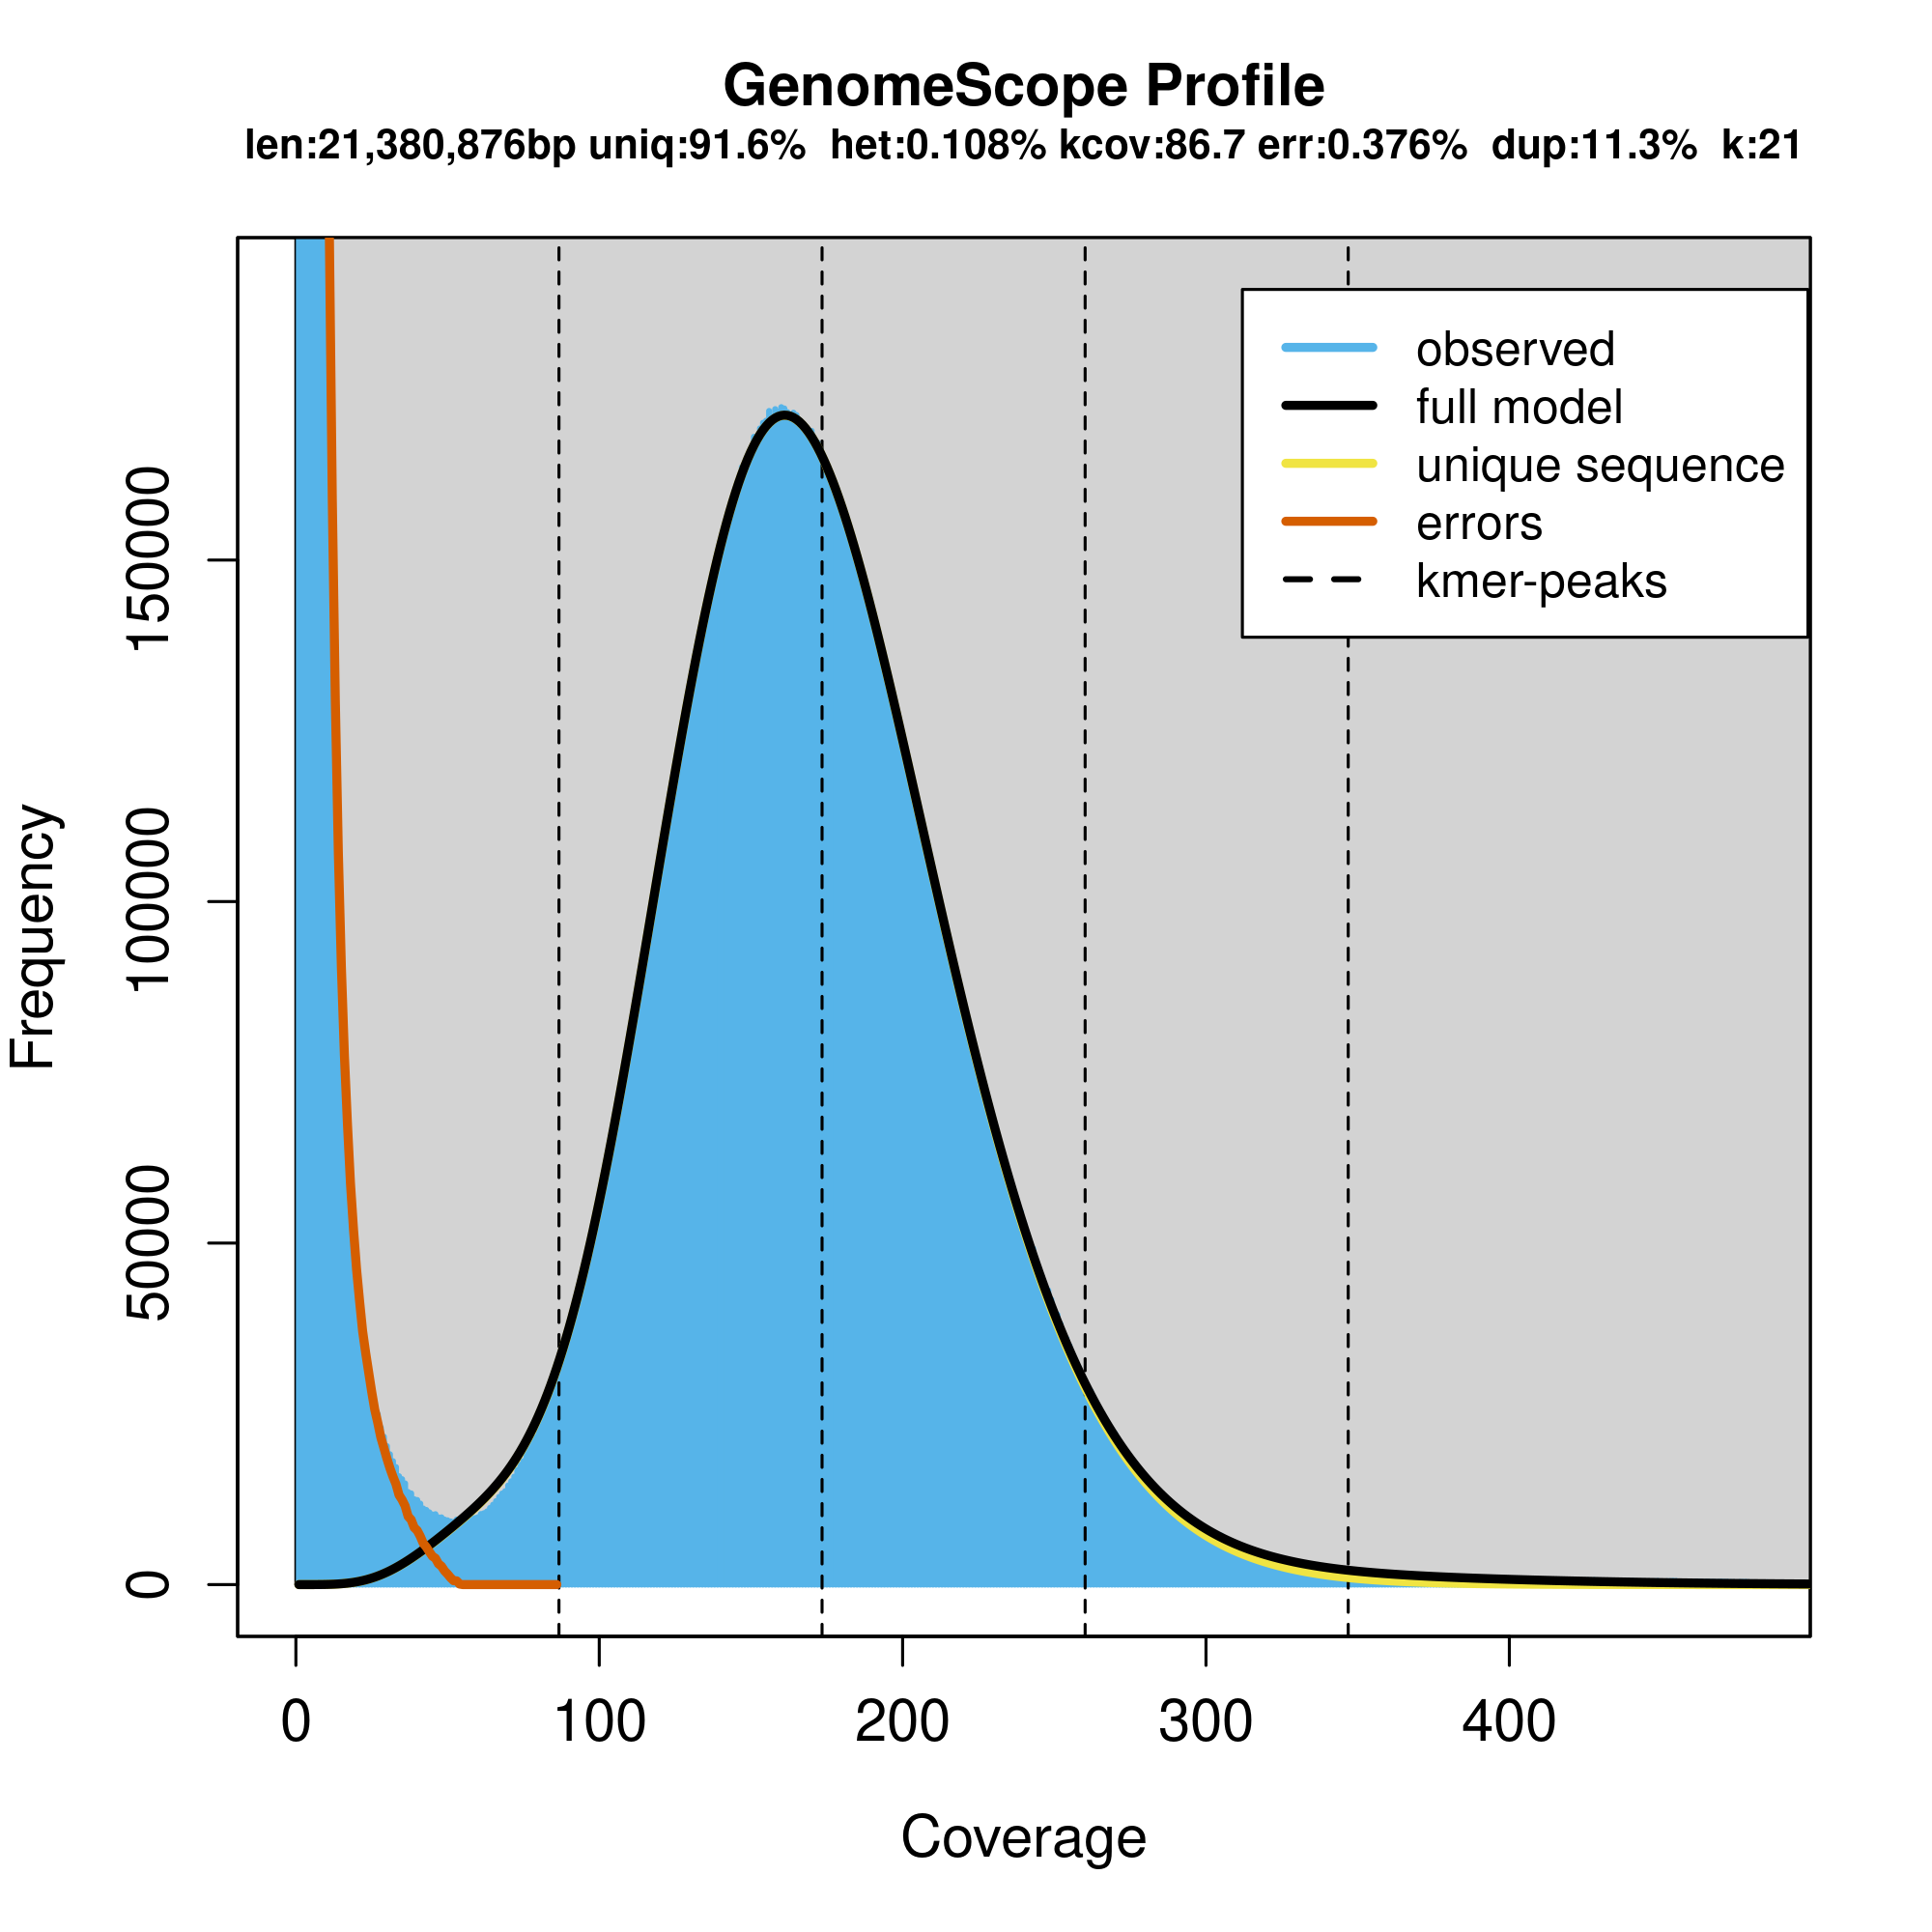 GenomeScope Profile
len:21,380,876bp uniq:91.6% het:0.108% kcov:86.7 err:0.376% dup:11.3% k:21
observed
full model
unique sequence
errors
kmer-peaks
Frequency
150000
100000
50000
0
0 100 200 300 400
Coverage